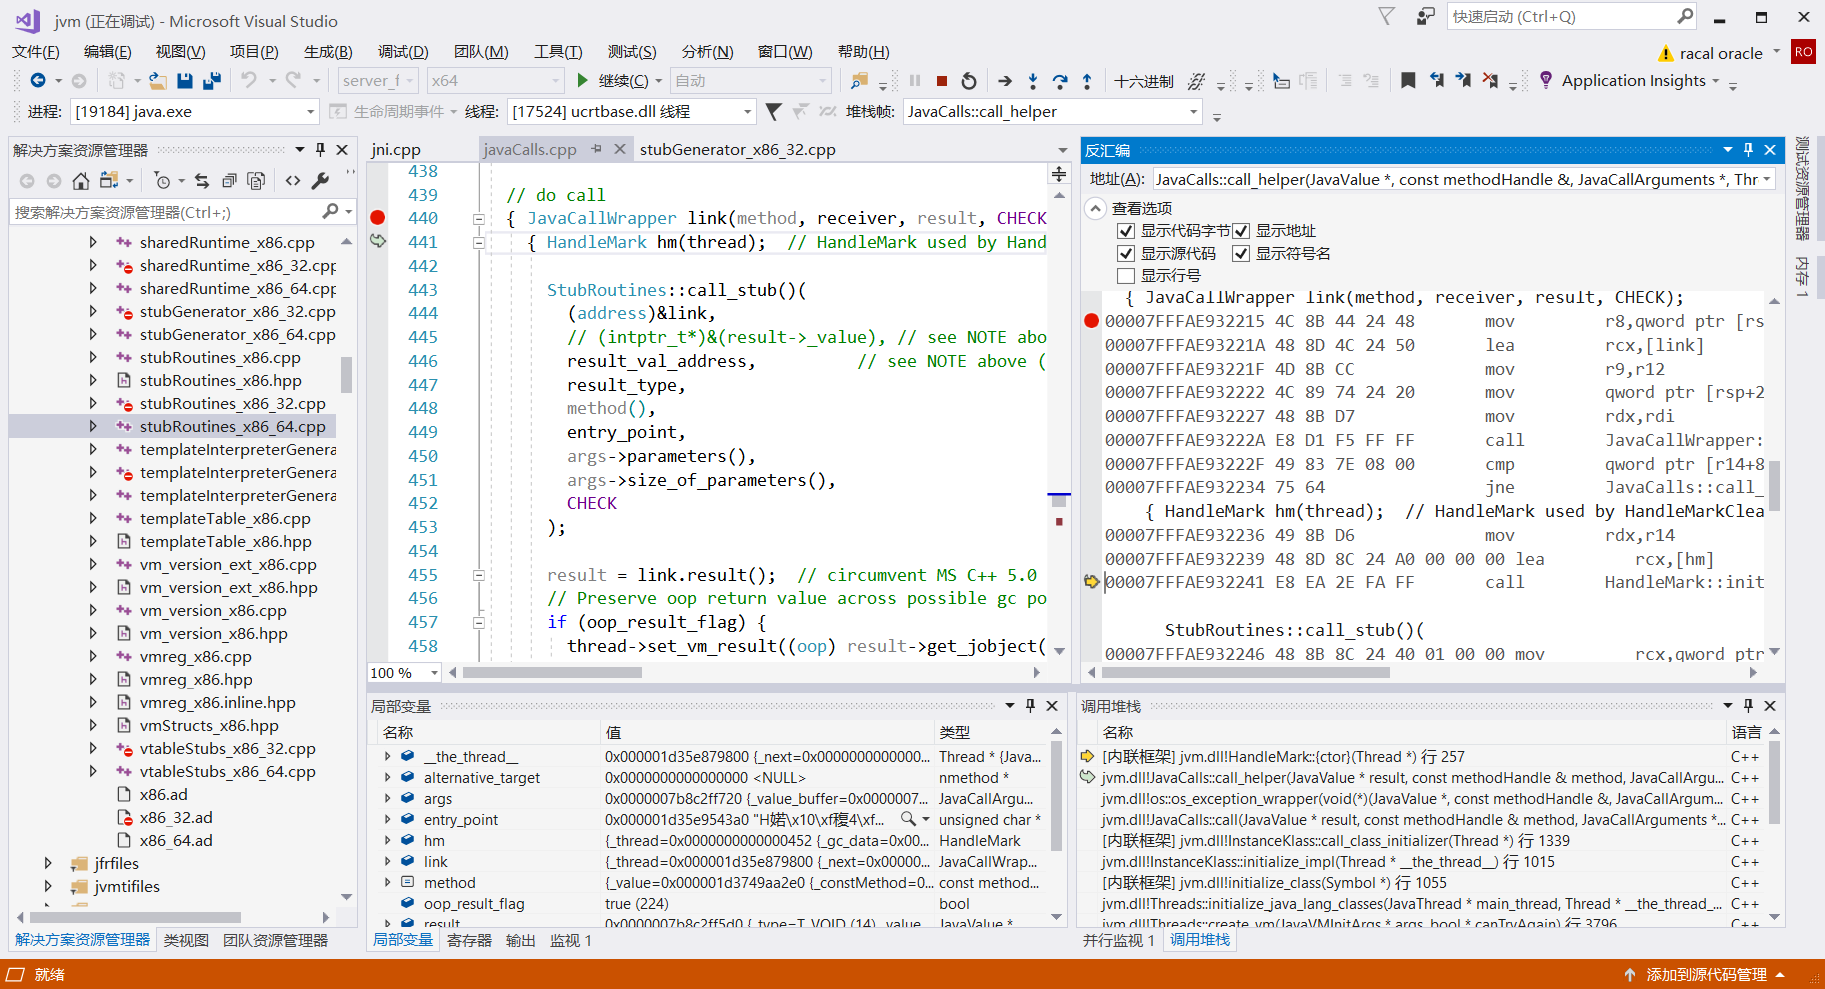 jvm (正在调试) - Microsoft Visual Studio
快速启动 (Ctrl+Q)
文件(F) 编辑(E) 视图(V) 项目(P) 生成(B) 调试(D) 团队(M) 工具(T) 测试(S) 分析(N) 窗口(W) 帮助(H)
racal oracle
RO
server_f x64 继续(C) 自动 十六进制 Application Insights
进程: [19184] java.exe 生命周期事件 线程: [17524] ucrtbase.dll 线程 堆栈帧: JavaCalls::call_helper
解决方案资源管理器
搜索解决方案资源管理器(Ctrl+;)
sharedRuntime_x86.cpp
sharedRuntime_x86_32.cpp
sharedRuntime_x86_64.cpp
stubGenerator_x86_32.cpp
stubGenerator_x86_64.cpp
stubRoutines_x86.cpp
stubRoutines_x86.hpp
stubRoutines_x86_32.cpp
stubRoutines_x86_64.cpp
templateInterpreterGenera
templateInterpreterGenera
templateInterpreterGenera
templateTable_x86.cpp
templateTable_x86.hpp
vm_version_ext_x86.cpp
vm_version_ext_x86.hpp
vm_version_x86.cpp
vm_version_x86.hpp
vmreg_x86.cpp
vmreg_x86.hpp
vmreg_x86.inline.hpp
vmStructs_x86.hpp
vtableStubs_x86_32.cpp
vtableStubs_x86_64.cpp
x86.ad
x86_32.ad
x86_64.ad
jfrfiles
jvmtifiles
解决方案资源管理器 类视图 团队资源管理器
jni.cpp javaCalls.cpp stubGenerator_x86_32.cpp
438
439 // do call
440 { JavaCallWrapper link(method, receiver, result, CHECK
441 { HandleMark hm(thread); // HandleMark used by Hand
442
443 StubRoutines::call_stub()(
444 (address)&link,
445 // (intptr_t*)&(result->_value), // see NOTE abo
446 result_val_address, // see NOTE above (
447 result_type,
448 method(),
449 entry_point,
450 args->parameters(),
451 args->size_of_parameters(),
452 CHECK
453 );
454
455 result = link.result(); // circumvent MS C++ 5.0
456 // Preserve oop return value across possible gc po
457 if (oop_result_flag) {
458 thread->set_vm_result((oop) result->get_jobject(
100 %
反汇编
地址(A): JavaCalls::call_helper(JavaValue *, const methodHandle &, JavaCallArguments *, Thr
查看选项
显示代码字节 显示地址
显示源代码 显示符号名
显示行号
{ JavaCallWrapper link(method, receiver, result, CHECK);
00007FFFAE932215 4C 8B 44 24 48 mov r8,qword ptr [rs
00007FFFAE93221A 48 8D 4C 24 50 lea rcx,[link]
00007FFFAE93221F 4D 8B CC mov r9,r12
00007FFFAE932222 4C 89 74 24 20 mov qword ptr [rsp+2
00007FFFAE932227 48 8B D7 mov rdx,rdi
00007FFFAE93222A E8 D1 F5 FF FF call JavaCallWrapper:
00007FFFAE93222F 49 83 7E 08 00 cmp qword ptr [r14+8
00007FFFAE932234 75 64 jne JavaCalls::call_
{ HandleMark hm(thread); // HandleMark used by HandleMarkClea
00007FFFAE932236 49 8B D6 mov rdx,r14
00007FFFAE932239 48 8D 8C 24 A0 00 00 00 lea rcx,[hm]
00007FFFAE932241 E8 EA 2E FA FF call HandleMark::init
StubRoutines::call_stub()(
00007FFFAE932246 48 8B 8C 24 40 01 00 00 mov rcx,qword ptr
测试资源管理器
内存 1
局部变量
名称 值 类型
__the_thread__ 0x000001d35e879800 {_next=0x0000000000000... Thread * {Java...
alternative_target 0x0000000000000000 <NULL> nmethod *
args 0x0000007b8c2ff720 {_value_buffer=0x0000007... JavaCallArgu...
entry_point 0x000001d35e9543a0 "H婼\x10\xf稪4\xf... unsigned char *
hm {_thread=0x0000000000000452 {_gc_data=0x00... HandleMark
link {_thread=0x000001d35e879800 {_next=0x00000... JavaCallWrap...
method {_value=0x000001d3749aa2e0 {_constMethod=0... const method...
oop_result_flag true (224) bool
result 0x0000007b8c2ff5d0 {_type=T_VOID (14) _value... JavaValue *
局部变量 寄存器 输出 监视 1
调用堆栈
名称 语言
[内联框架] jvm.dll!HandleMark::{ctor}(Thread *) 行 257 C++
jvm.dll!JavaCalls::call_helper(JavaValue * result, const methodHandle & method, JavaCallArgu... C++
jvm.dll!os::os_exception_wrapper(void(*)(JavaValue *, const methodHandle &, JavaCallArgum... C++
jvm.dll!JavaCalls::call(JavaValue * result, const methodHandle & method, JavaCallArguments *... C++
[内联框架] jvm.dll!InstanceKlass::call_class_initializer(Thread *) 行 1339 C++
jvm.dll!InstanceKlass::initialize_impl(Thread * __the_thread__) 行 1015 C++
[内联框架] jvm.dll!initialize_class(Symbol *) 行 1055 C++
jvm.dll!Threads::initialize_java_lang_classes(JavaThread * main_thread, Thread * __the_thread_... C++
jvm.dll!Threads::create_vm(JavaVMInitArgs * args, bool * canTryAgain) 行 3796 C++
并行监视 1 调用堆栈
就绪
添加到源代码管理